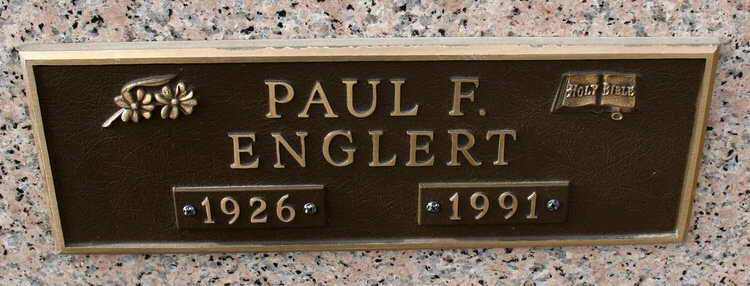 PAUL F.
HOLY BIBLE
ENGLERT
1926 1991